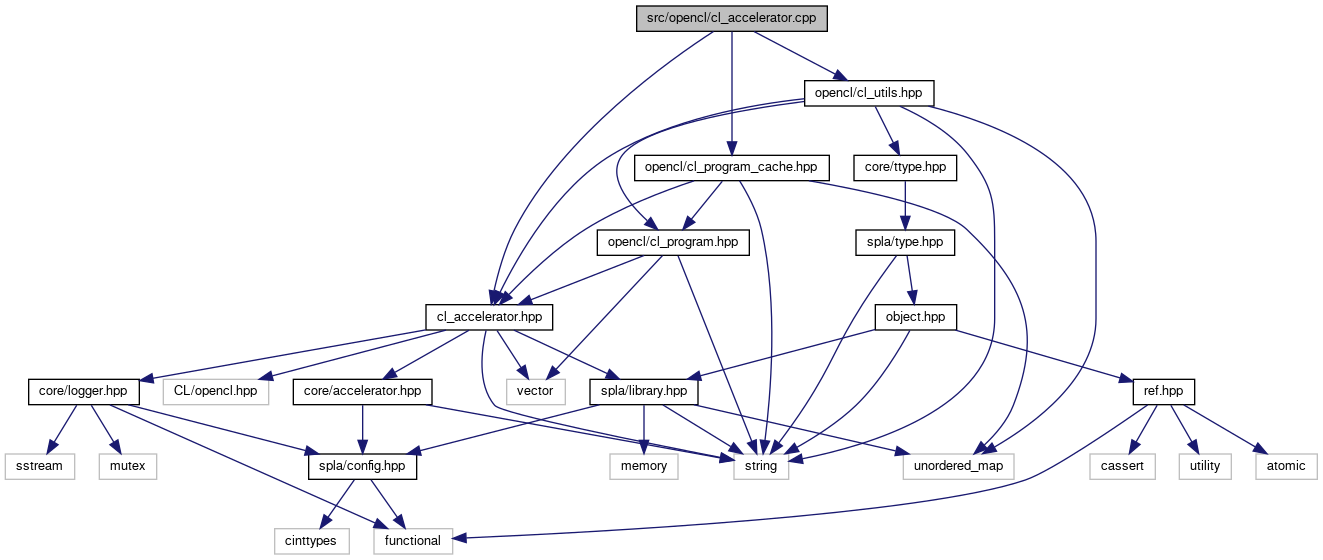 src/opencl/cl_accelerator.cpp
opencl/cl_utils.hpp
opencl/cl_program_cache.hpp
core/ttype.hpp
opencl/cl_program.hpp
spla/type.hpp
cl_accelerator.hpp
object.hpp
core/logger.hpp
CL/opencl.hpp
core/accelerator.hpp
vector
spla/library.hpp
ref.hpp
sstream
mutex
spla/config.hpp
memory
string
unordered_map
cassert
utility
atomic
cinttypes
functional